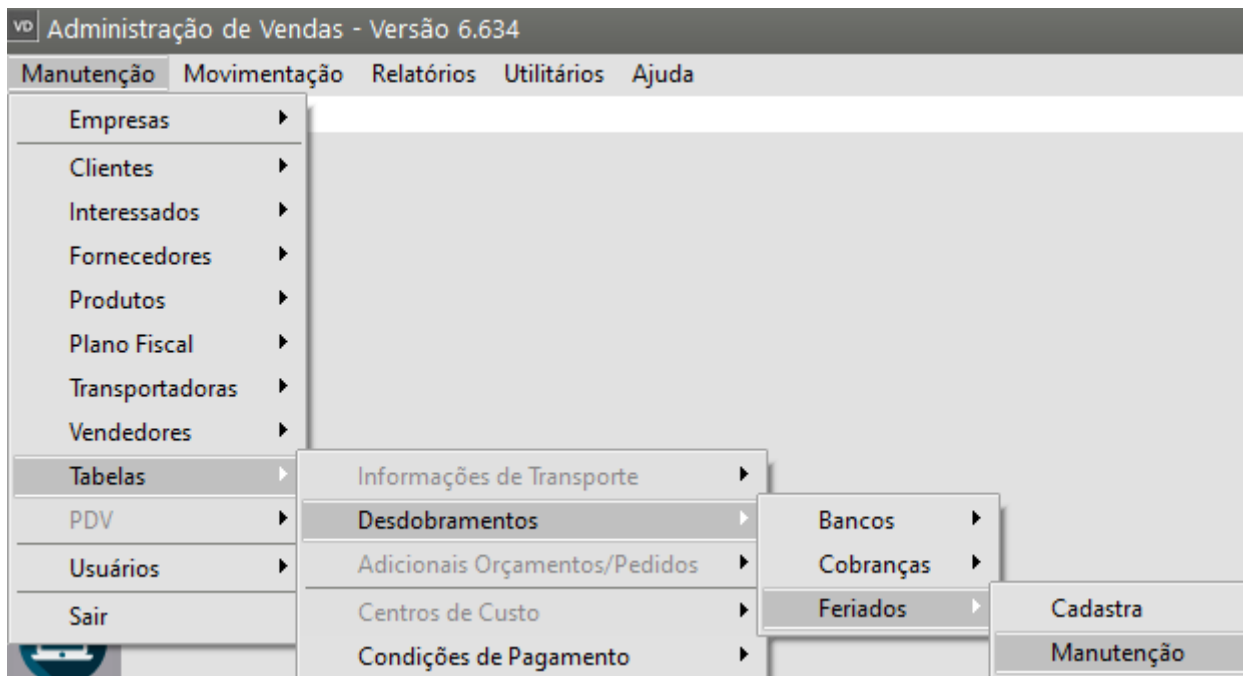 VD Administração de Vendas - Versão 6.634
Manutenção Movimentação Relatórios Utilitários Ajuda
Empresas
Clientes
Interessados
Fornecedores
Produtos
Plano Fiscal
Transportadoras
Vendedores
Tabelas
PDV
Usuários
Sair
Informações de Transporte
Desdobramentos
Adicionais Orçamentos/Pedidos
Centros de Custo
Condições de Pagamento
Bancos
Cobranças
Feriados
Cadastra
Manutenção